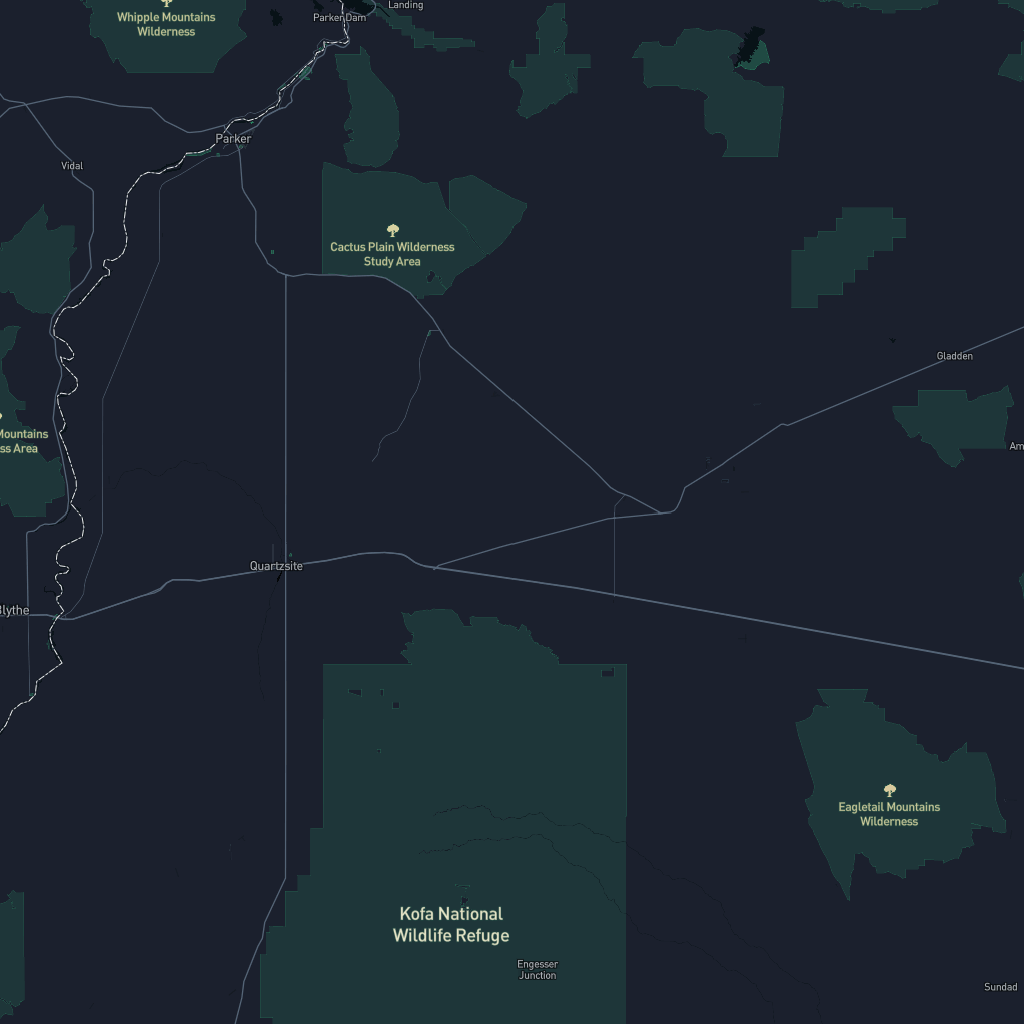 Landing
Parker Dam
Whipple Mountains
Wilderness
Parker
Vidal
Cactus Plain Wilderness
Study Area
Gladden
Mountains
ss Area
Am
Quartzsite
Blythe
Eagletail Mountains
Wilderness
Kofa National
Wildlife Refuge
Engesser
Junction
Sundad